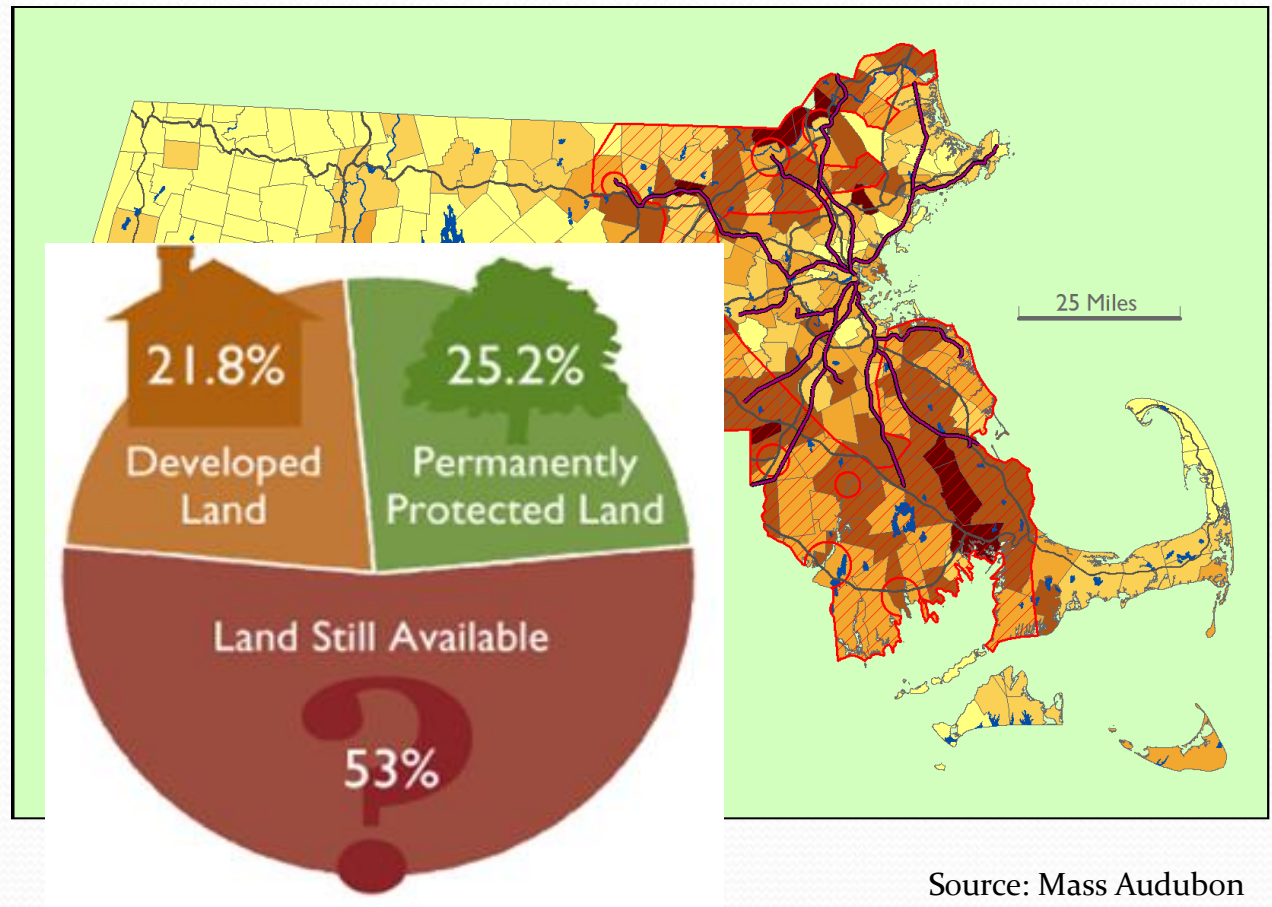 25 Miles
21.8%
Developed
Land
25.2%
Permanently
Protected Land
Land Still Available
?
53%
Source: Mass Audubon